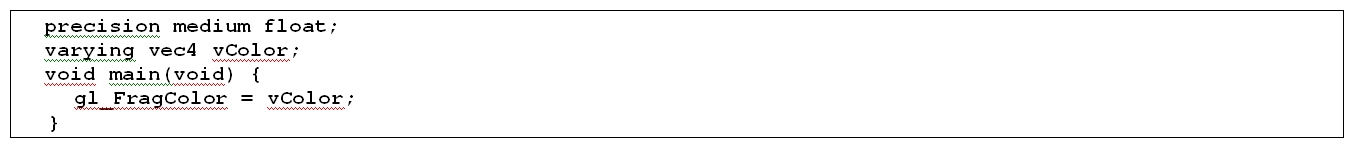 precision medium float;
varying vec4 vColor;
void main(void) {
gl_FragColor = vColor;
}